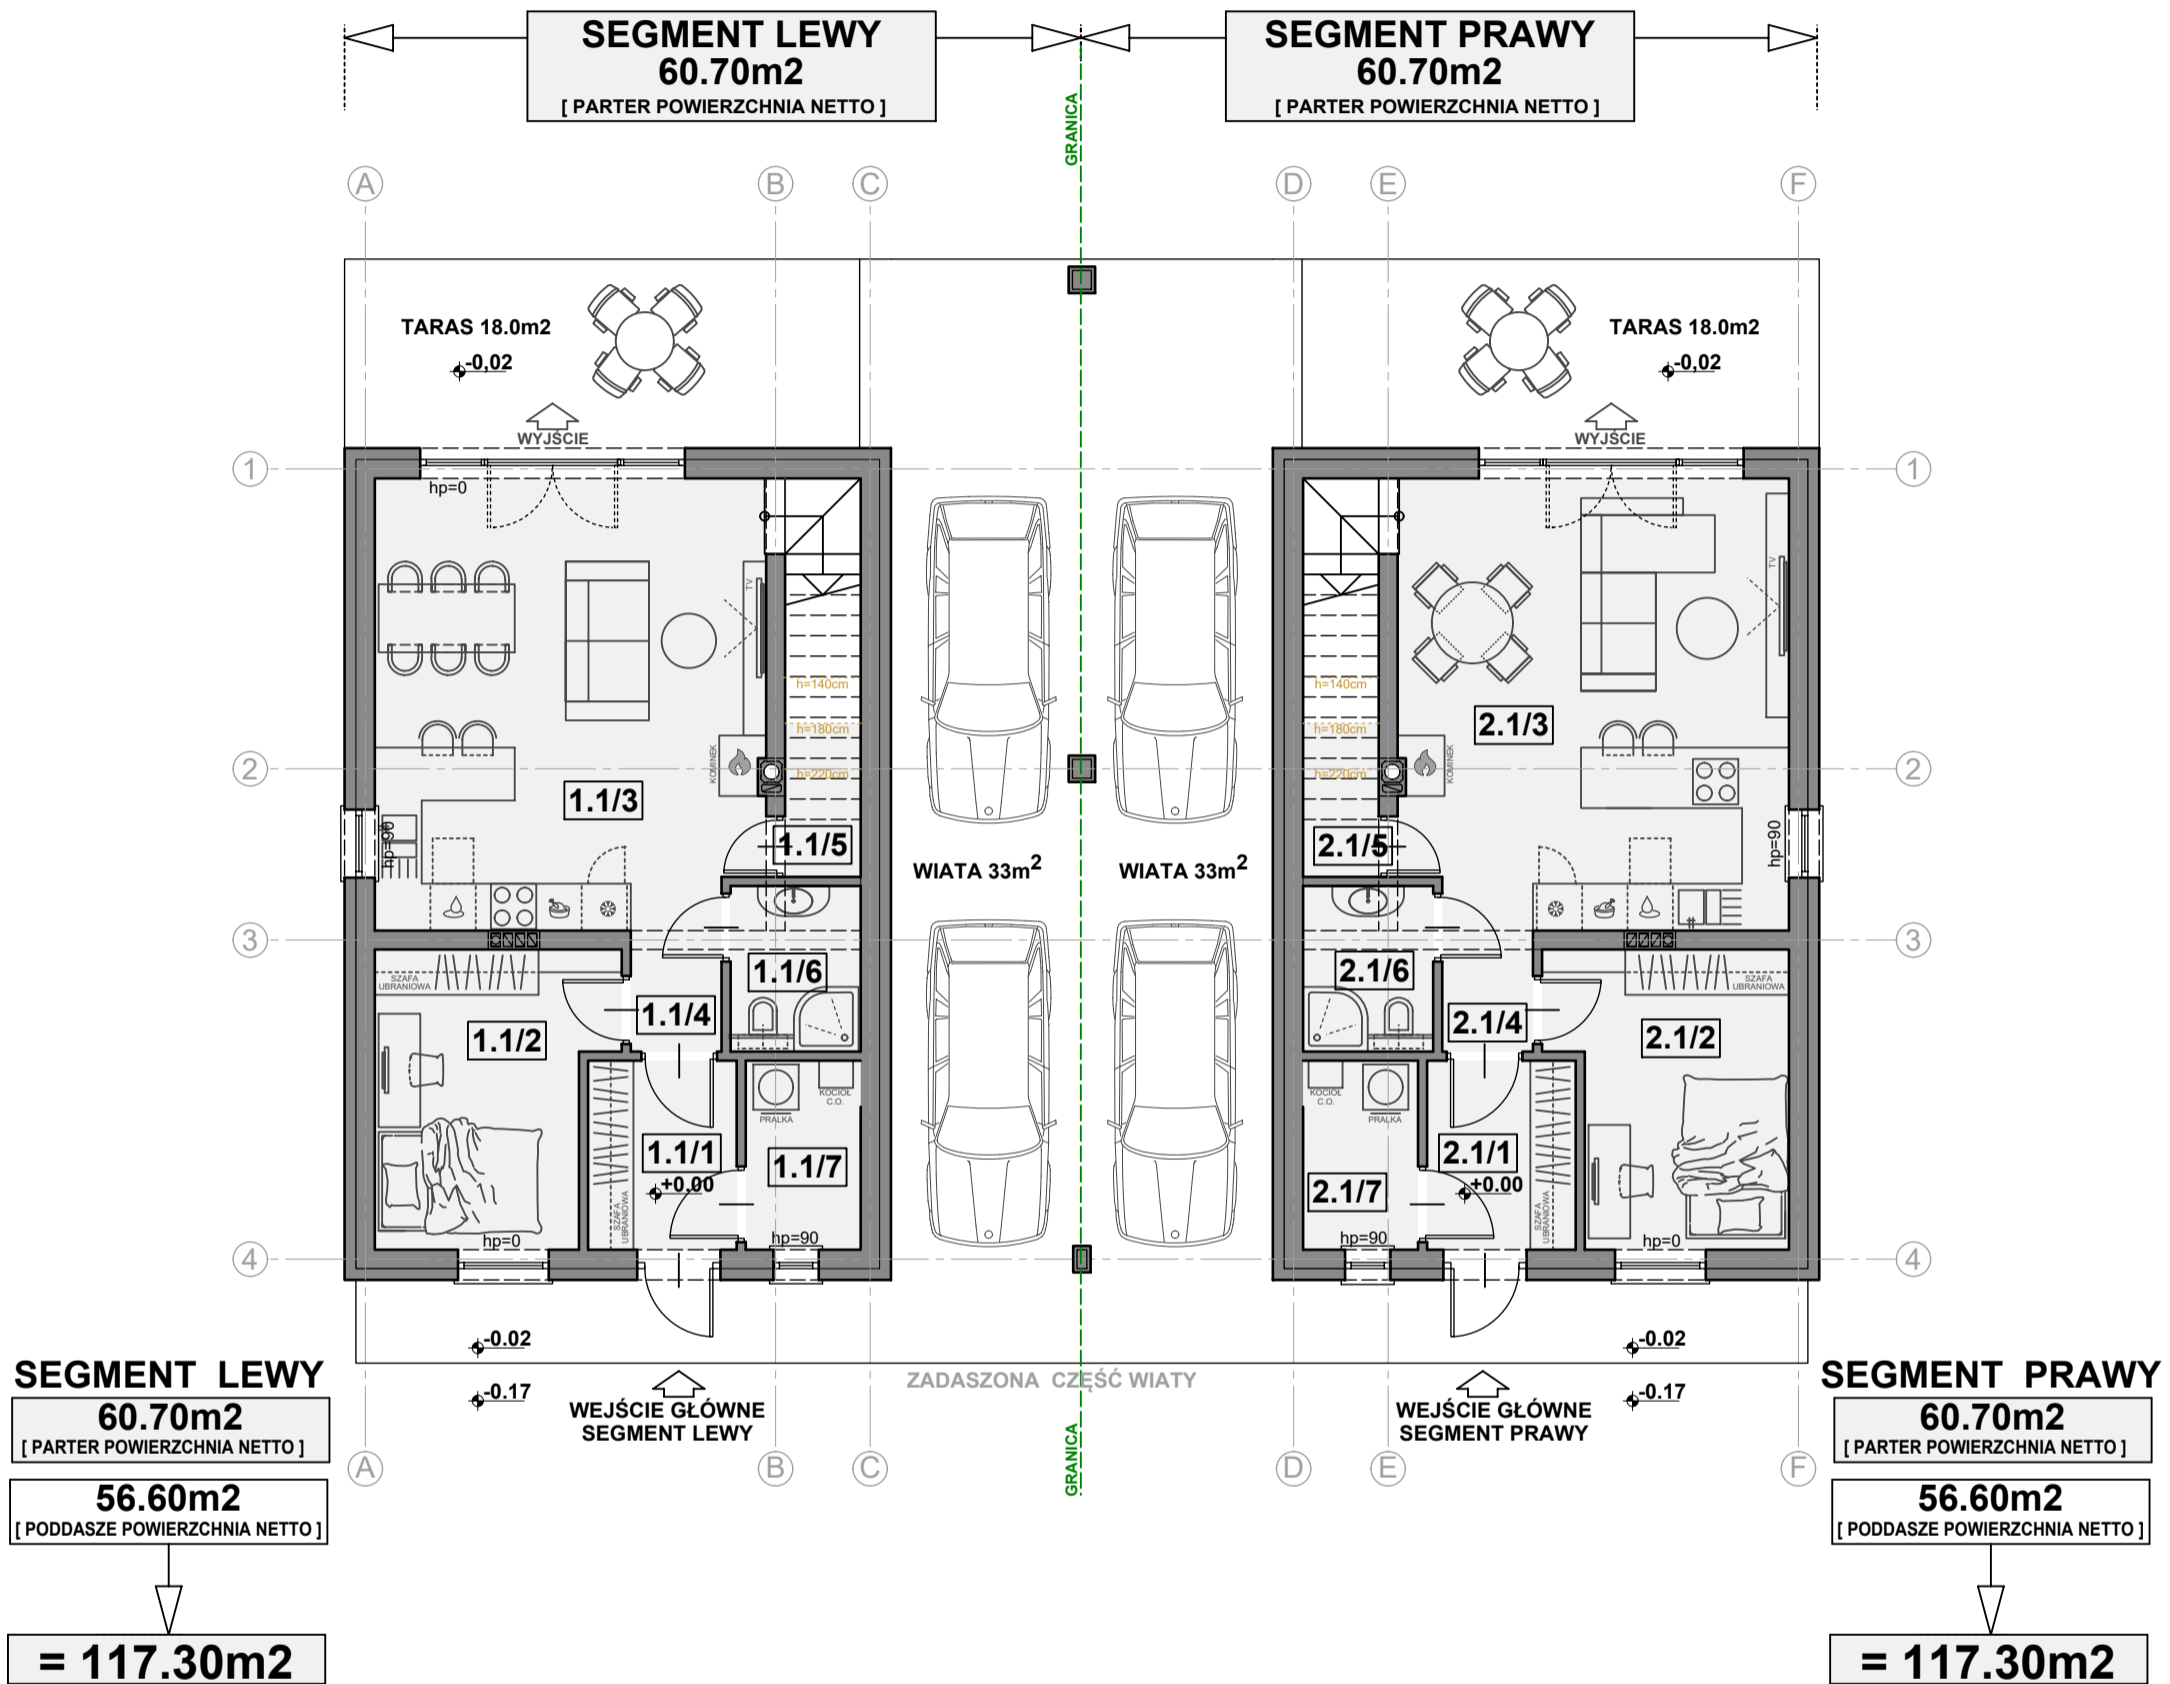 SEGMENT LEWY
60.70m2
[ PARTER POWIERZCHNIA NETTO ]
SEGMENT PRAWY
60.70m2
[ PARTER POWIERZCHNIA NETTO ]
GRANICA
A
B
C
D
E
F
TARAS 18.0m2
-0,02
TARAS 18.0m2
-0,02
WYJŚCIE
WYJŚCIE
1
1
hp=0
TV
TV
h=140cm
h=180cm
h=220cm
h=140cm
h=180cm
h=220cm
2.1/3
2
KOMINEK
KOMINEK
2
1.1/3
hp=90
1.1/5
2.1/5
hp=90
WIATA 33m2
WIATA 33m2
3
3
SZAFA
UBRANIOWA
1.1/6
2.1/6
SZAFA
UBRANIOWA
1.1/4
2.1/4
1.1/2
2.1/2
KOCIOŁ
C.O.
PRALKA
KOCIOŁ
C.O.
PRALKA
1.1/1
+0.00
1.1/7
2.1/7
2.1/1
+0.00
SZAFA
UBRANIOWA
SZAFA
UBRANIOWA
hp=0
hp=90
hp=90
hp=0
4
4
-0.02
-0.02
ZADASZONA CZĘŚĆ WIATY
-0.17
-0.17
WEJŚCIE GŁÓWNE
SEGMENT LEWY
WEJŚCIE GŁÓWNE
SEGMENT PRAWY
GRANICA
A
B
C
D
E
F
SEGMENT LEWY
60.70m2
[ PARTER POWIERZCHNIA NETTO ]
56.60m2
[ PODDASZE POWIERZCHNIA NETTO ]
= 117.30m2
SEGMENT PRAWY
60.70m2
[ PARTER POWIERZCHNIA NETTO ]
56.60m2
[ PODDASZE POWIERZCHNIA NETTO ]
= 117.30m2